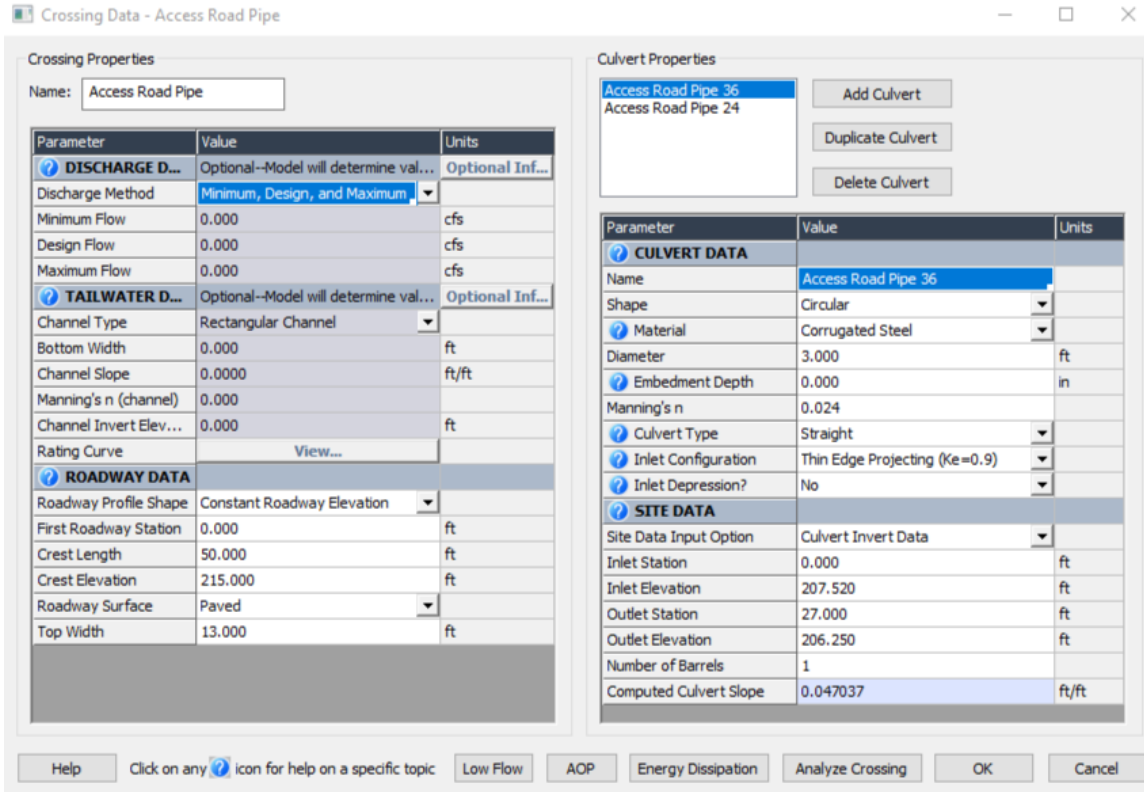 Crossing Data - Access Road Pipe
Crossing Properties
Name: Access Road Pipe
Parameter Value Units
DISCHARGE D... Optional--Model will determine val... Optional Inf...
Discharge Method Minimum, Design, and Maximum
Minimum Flow 0.000 cfs
Design Flow 0.000 cfs
Maximum Flow 0.000 cfs
TAILWATER D... Optional--Model will determine val... Optional Inf...
Channel Type Rectangular Channel
Bottom Width 0.000 ft
Channel Slope 0.0000 ft/ft
Manning's n (channel) 0.000
Channel Invert Elev... 0.000 ft
Rating Curve View...
ROADWAY DATA
Roadway Profile Shape Constant Roadway Elevation
First Roadway Station 0.000 ft
Crest Length 50.000 ft
Crest Elevation 215.000 ft
Roadway Surface Paved
Top Width 13.000 ft
Culvert Properties
Access Road Pipe 36
Access Road Pipe 24
Add Culvert
Duplicate Culvert
Delete Culvert
Parameter Value Units
CULVERT DATA
Name Access Road Pipe 36
Shape Circular
Material Corrugated Steel
Diameter 3.000 ft
Embedment Depth 0.000 in
Manning's n 0.024
Culvert Type Straight
Inlet Configuration Thin Edge Projecting (Ke=0.9)
Inlet Depression? No
SITE DATA
Site Data Input Option Culvert Invert Data
Inlet Station 0.000 ft
Inlet Elevation 207.520 ft
Outlet Station 27.000 ft
Outlet Elevation 206.250 ft
Number of Barrels 1
Computed Culvert Slope 0.047037 ft/ft
Help Click on any ? icon for help on a specific topic Low Flow AOP Energy Dissipation Analyze Crossing OK Cancel